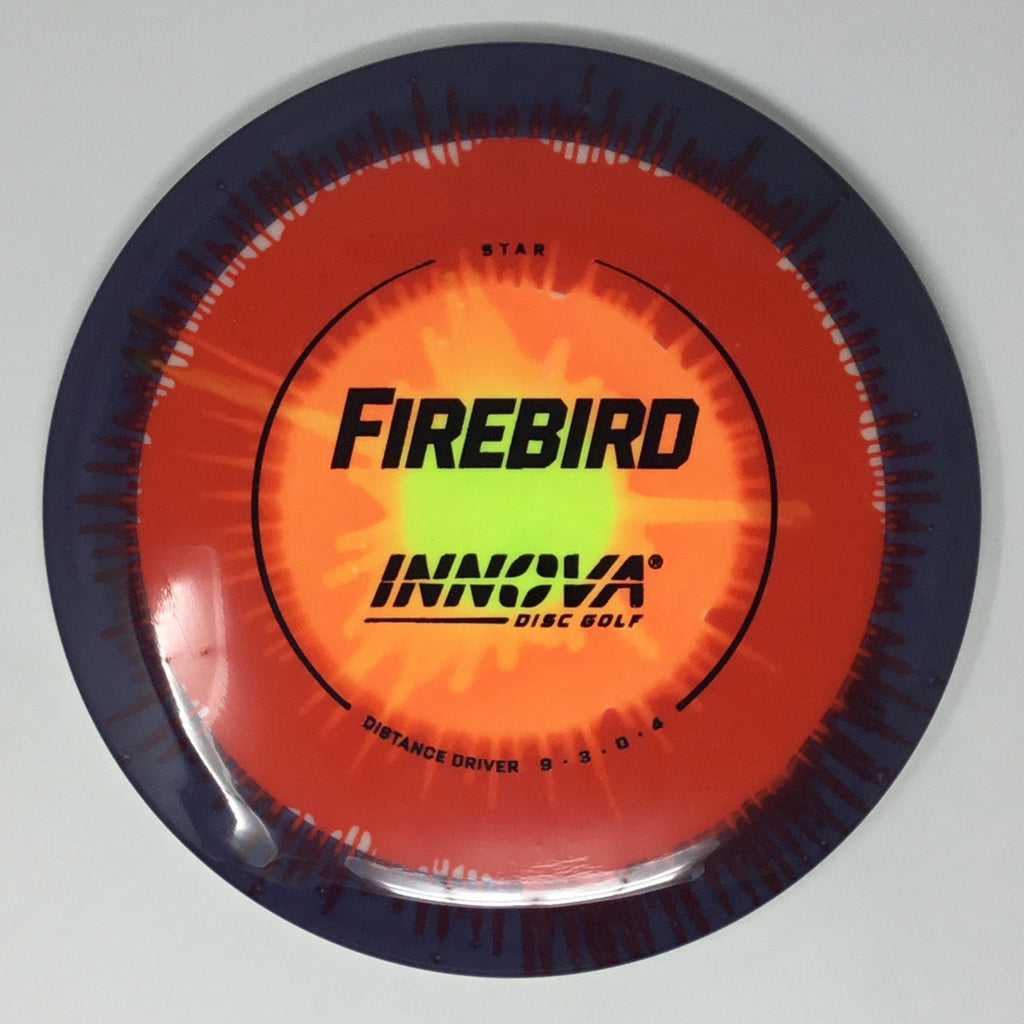 STAR
FIREBIRD
INNOVA®
DISC GOLF
DISTANCE DRIVER 9 · 3 · 0 · 4